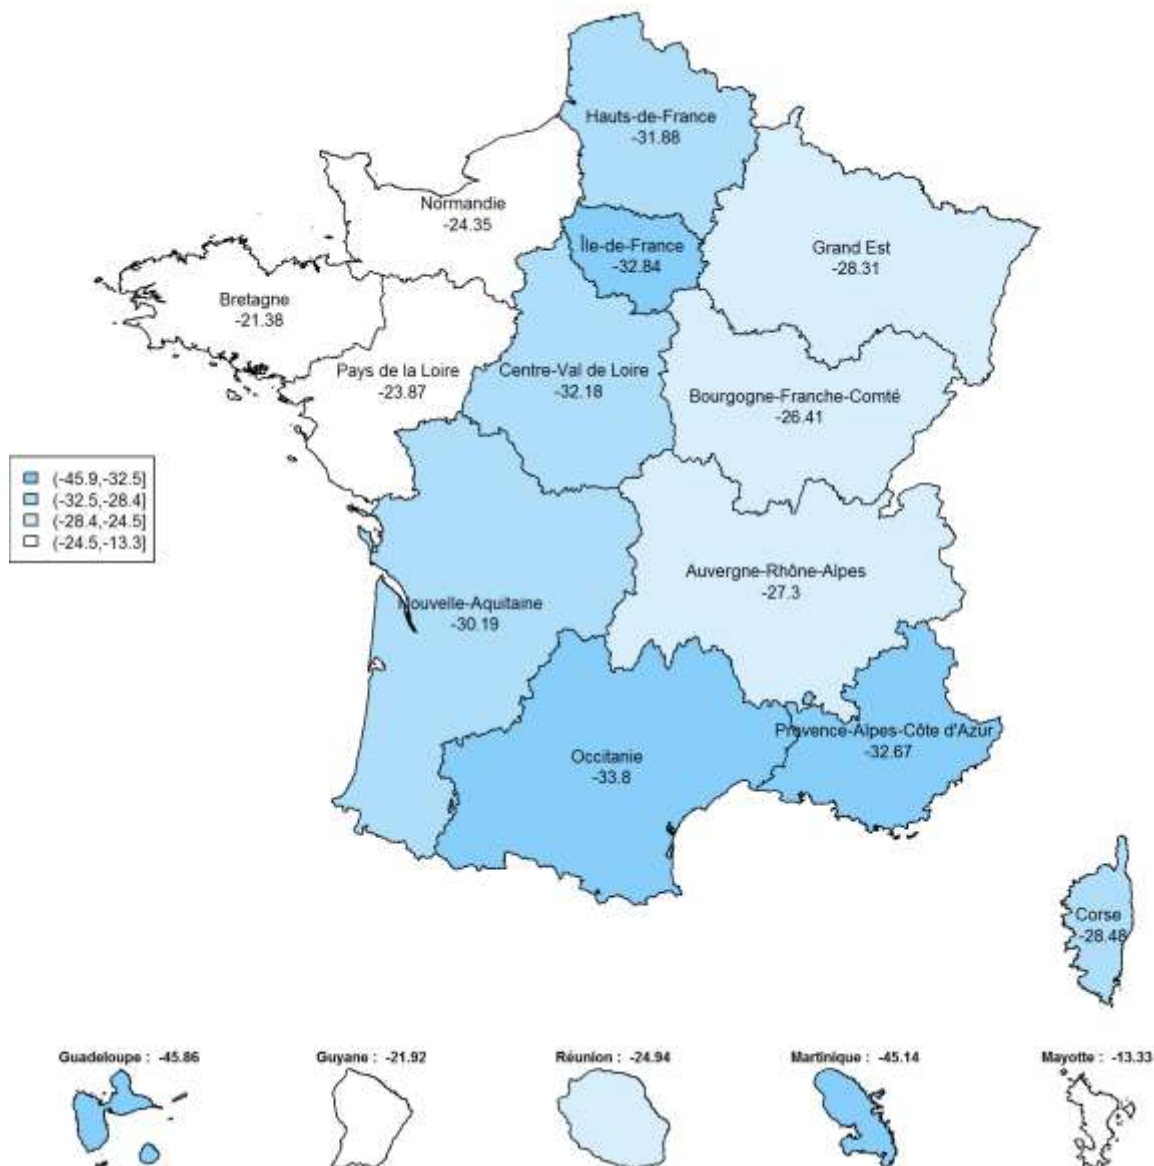 Hauts-de-France
-31.88
Normandie
-24.35
Île-de-France
-32.84
Grand Est
-28.31
Bretagne
-21.38
Pays de la Loire
-23.87
Centre-Val de Loire
-32.18
Bourgogne-Franche-Comté
-26.41
(-45.9,-32.5]
(-32.5,-28.4]
(-28.4,-24.5]
(-24.5,-13.3]
Auvergne-Rhône-Alpes
-27.3
Nouvelle-Aquitaine
-30.19
Provence-Alpes-Côte d'Azur
-32.67
Occitanie
-33.8
Corse
-28.48
Guadeloupe : -45.86
Guyane : -21.92
Réunion : -24.94
Martinique : -45.14
Mayotte : -13.33